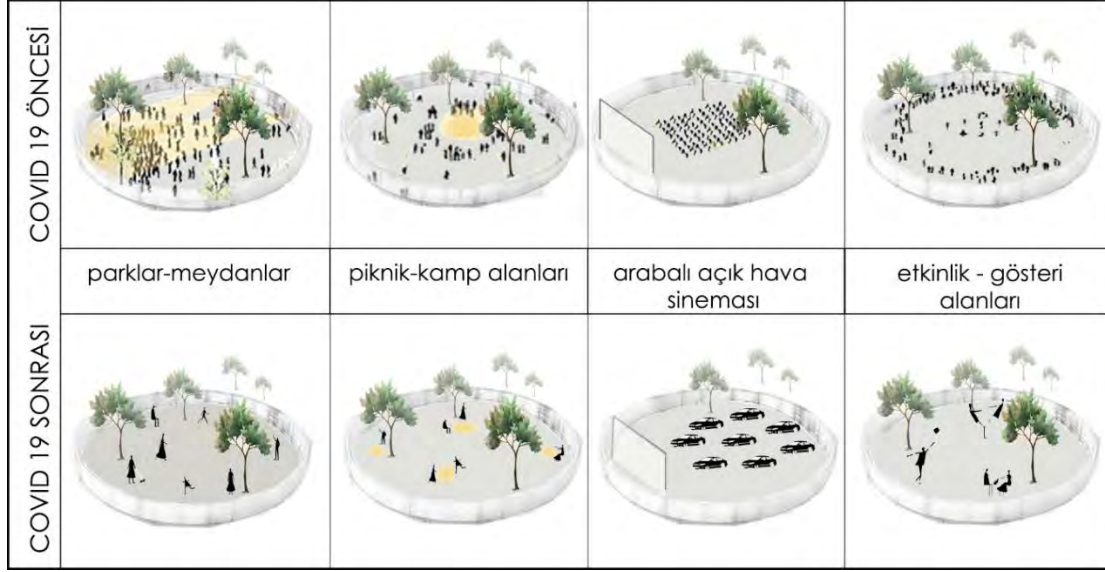 COVID 19 ÖNCESİ
parklar-meydanlar
piknik-kamp alanları
arabalı açık hava
sineması
etkinlik - gösteri
alanları
COVID 19 SONRASI